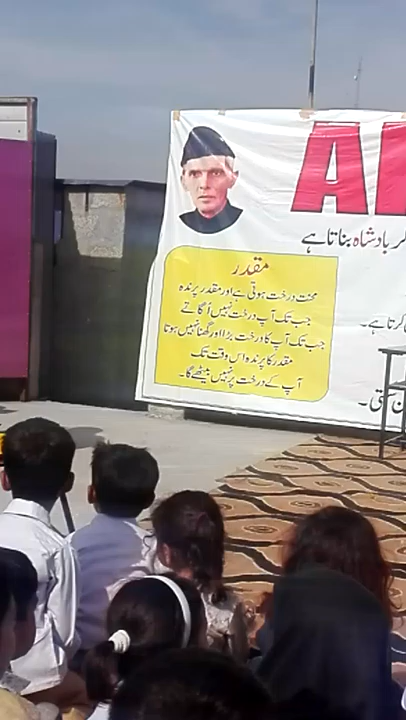 مقدر
محنت درخت ہوتی ہے اور مقدر پرندہ
جب تک آپ درخت نہیں اُگاتے
جب تک آپ کا درخت بڑا اور گھنا نہیں ہوتا
مقدر کا پرندہ اس وقت تک
آپ کے درخت پر نہیں بیٹھے گا۔
A
بادشاہ بناتا ہے
کرتا ہے۔